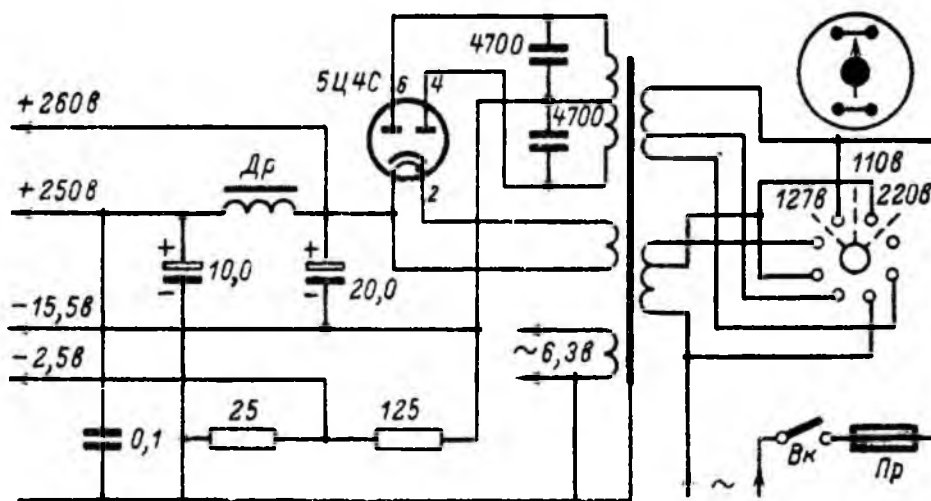 4700
5Ц4С
6
4
+260в
4700
Др
+250в
2
110в
127в
220в
+
10,0
-
+
20,0
-
-15,5в
~6,3в
-2,5в
25
125
0,1
Вк
Пр
~